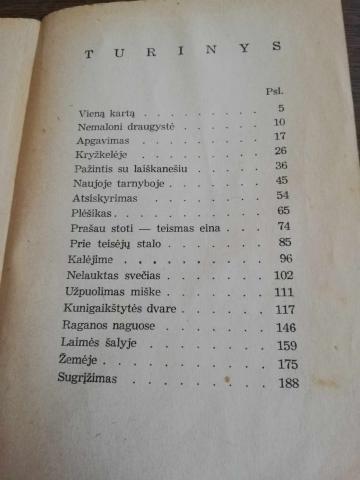 TURINYS
Psl.
Vieną kartą . . . . . . . . 5
Nemaloni draugystė . . . . . . 10
Apgavimas . . . . . . . . 17
Kryžkelėje . . . . . . . . 26
Pažintis su laiškanešiu . . . . . 36
Naujoje tarnyboje . . . . . . 45
Atsiskyrimas . . . . . . . . 54
Plėšikas . . . . . . . . . 65
Prašau stoti — teismas eina . . . . 74
Prie teisėjų stalo . . . . . . 85
Kalėjime . . . . . . . . . 96
Nelauktas svečias . . . . . . 102
Užpuolimas miške . . . . . . 111
Kunigaikštytės dvare . . . . . 117
Raganos naguose . . . . . . 146
Laimės šalyje . . . . . . . 159
Žemėje . . . . . . . . . 175
Sugrįžimas . . . . . . . . 188